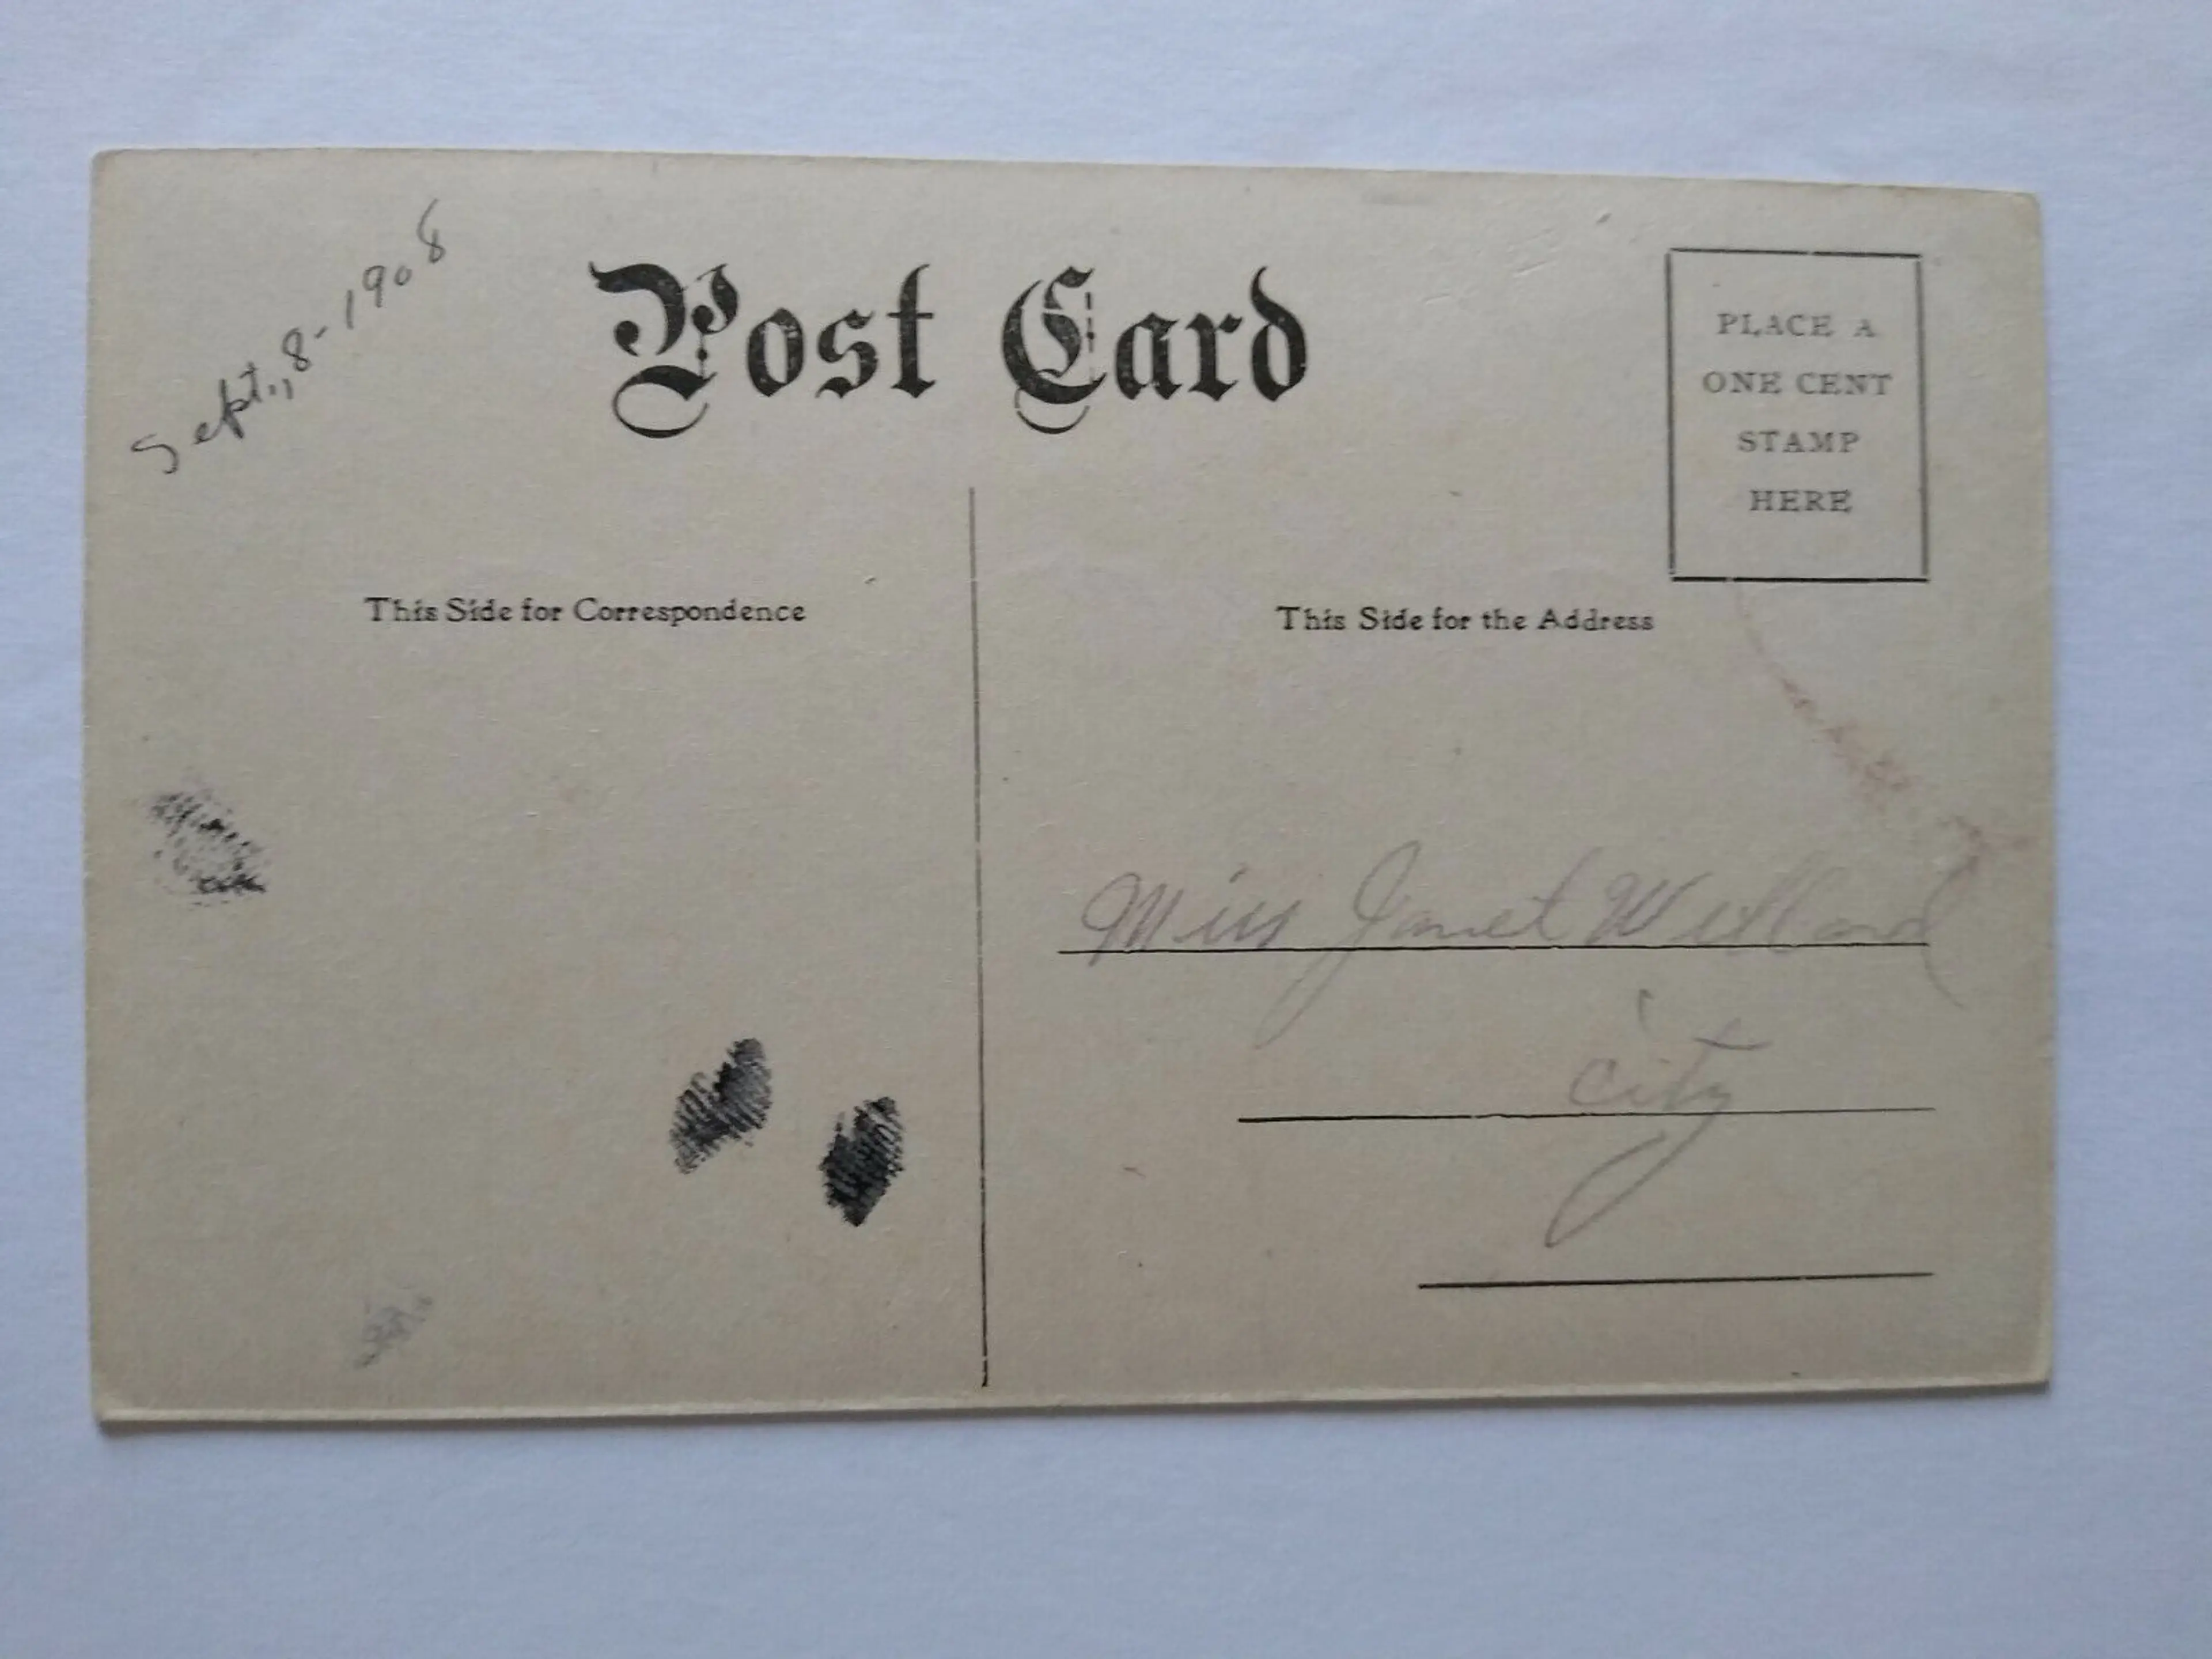 Sept., 8-1908
Post Card
PLACE A
ONE CENT
STAMP
HERE
This Side for Correspondence
This Side for the Address
Miss Janet Willard
City